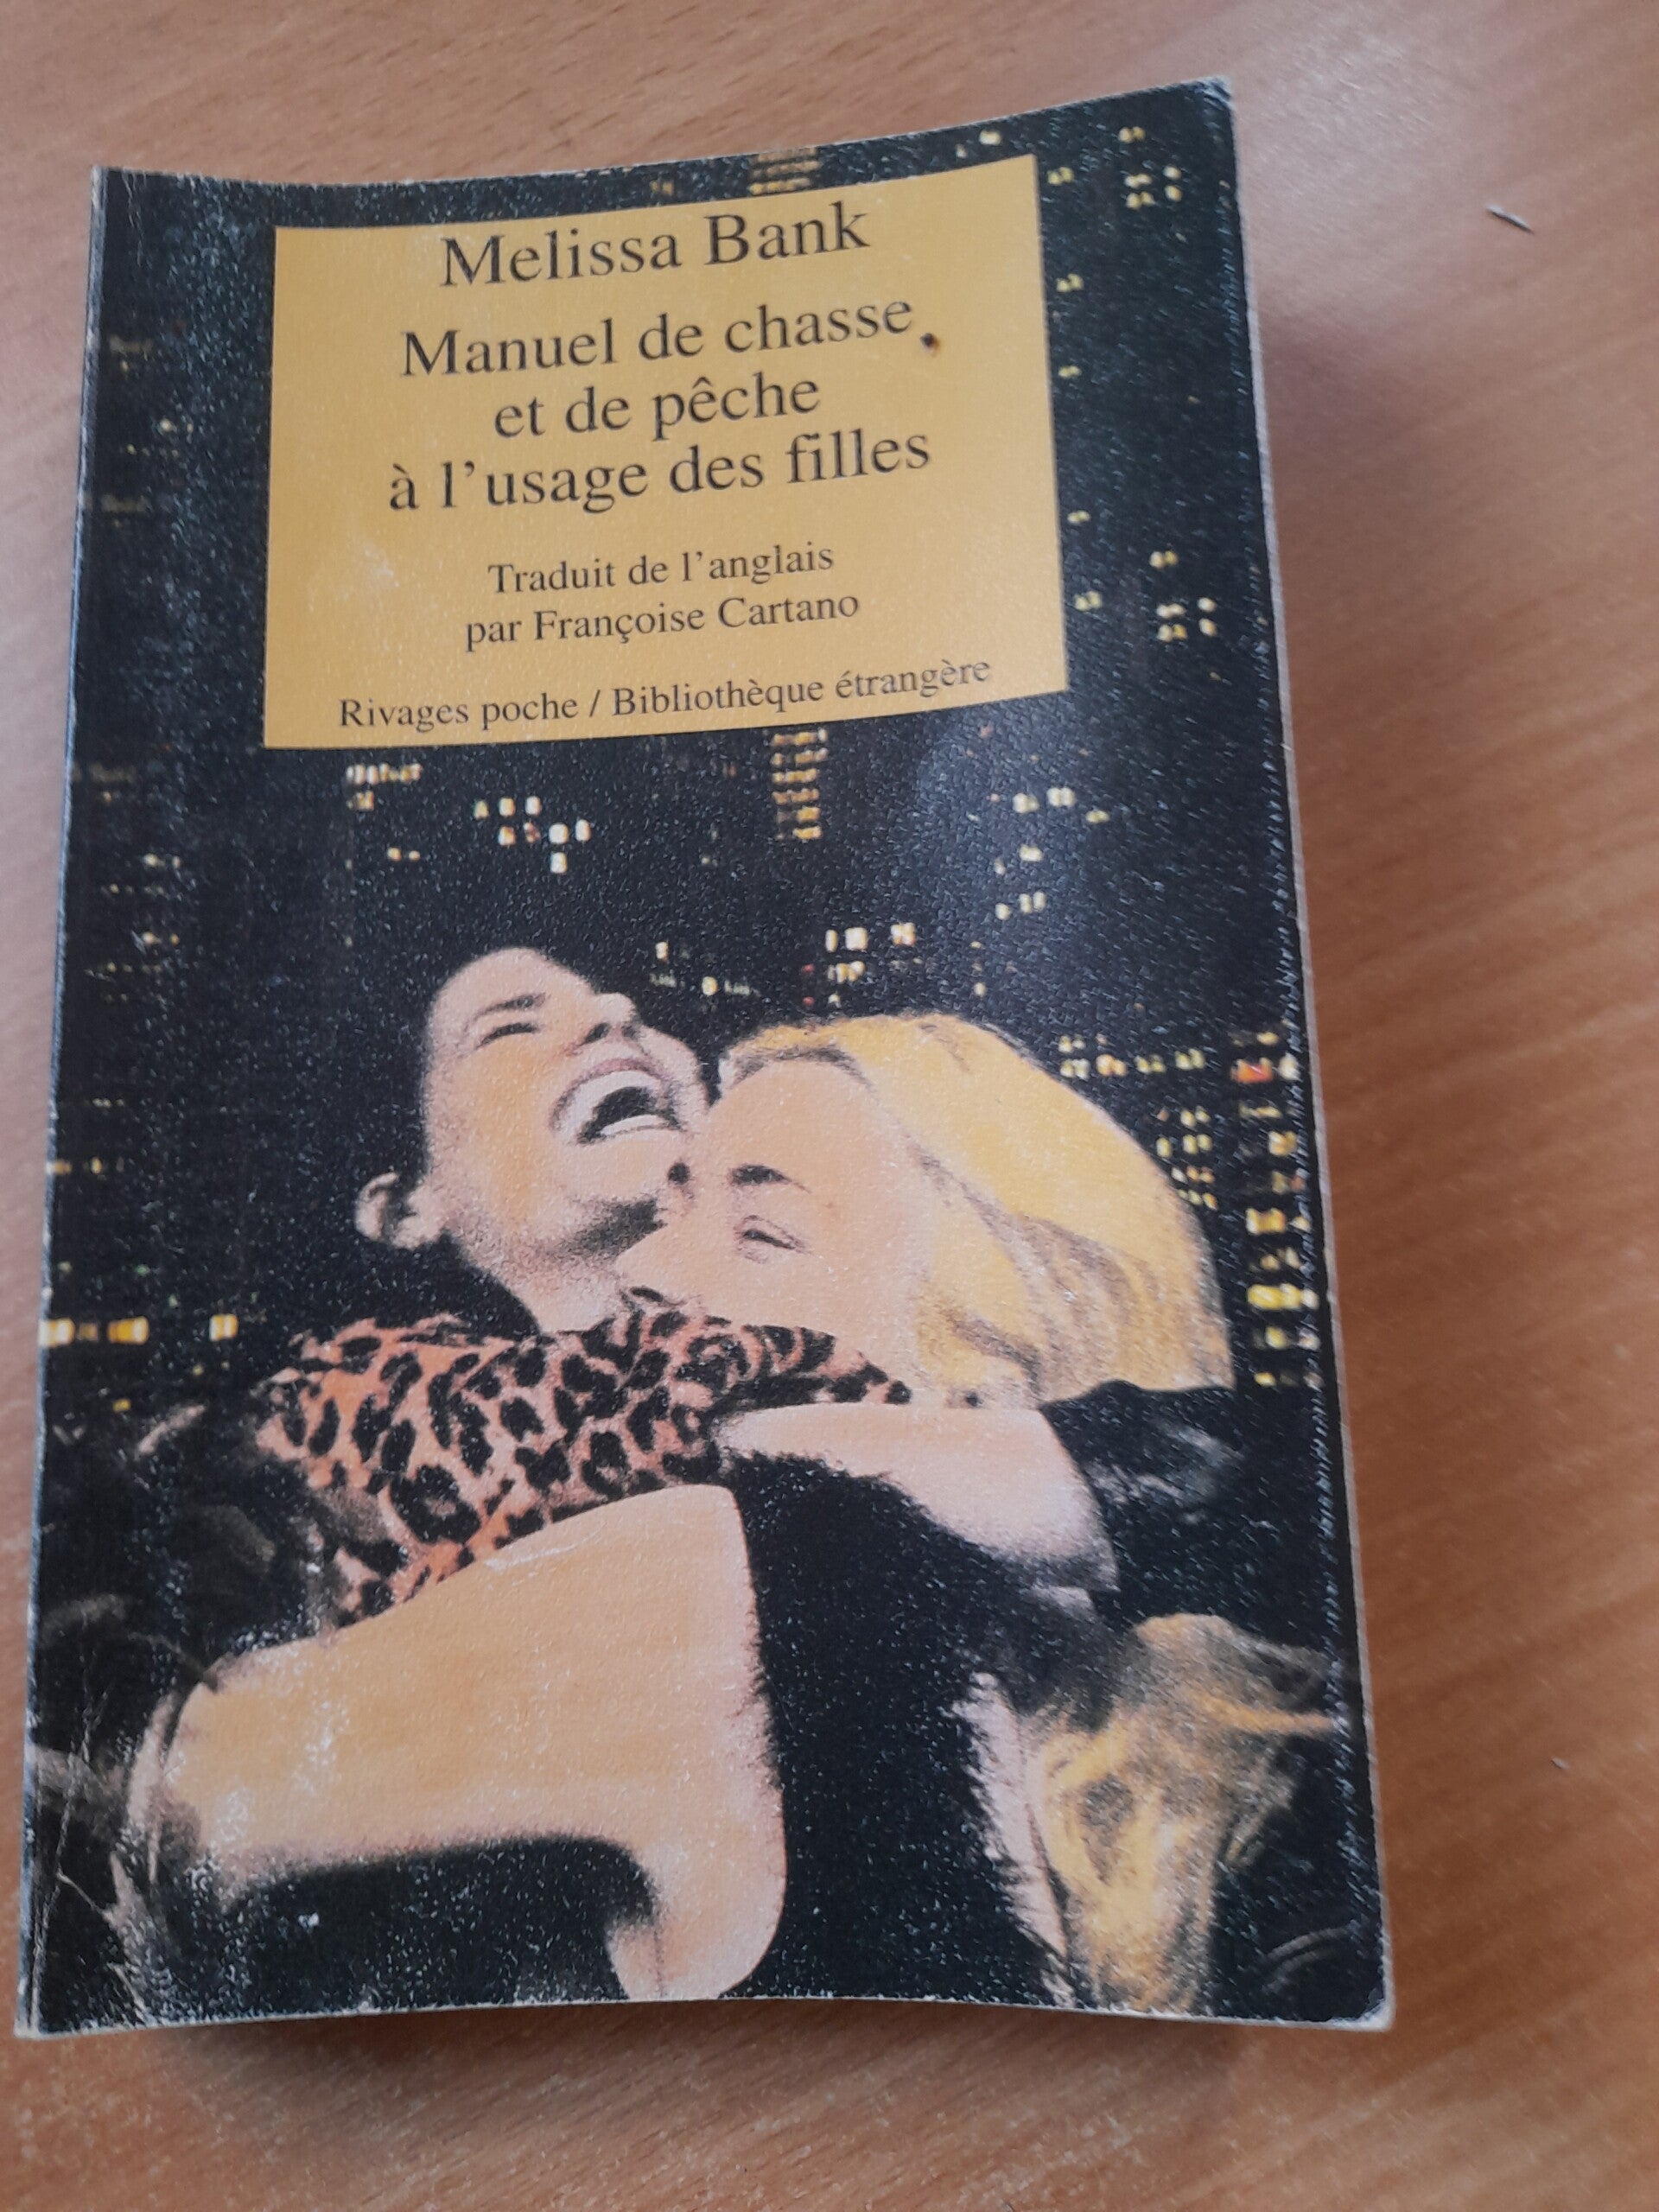 Melissa Bank
Manuel de chasse
et de pêche
à l'usage des filles
Traduit de l'anglais
par Françoise Cartano
Rivages poche / Bibliothèque étrangère